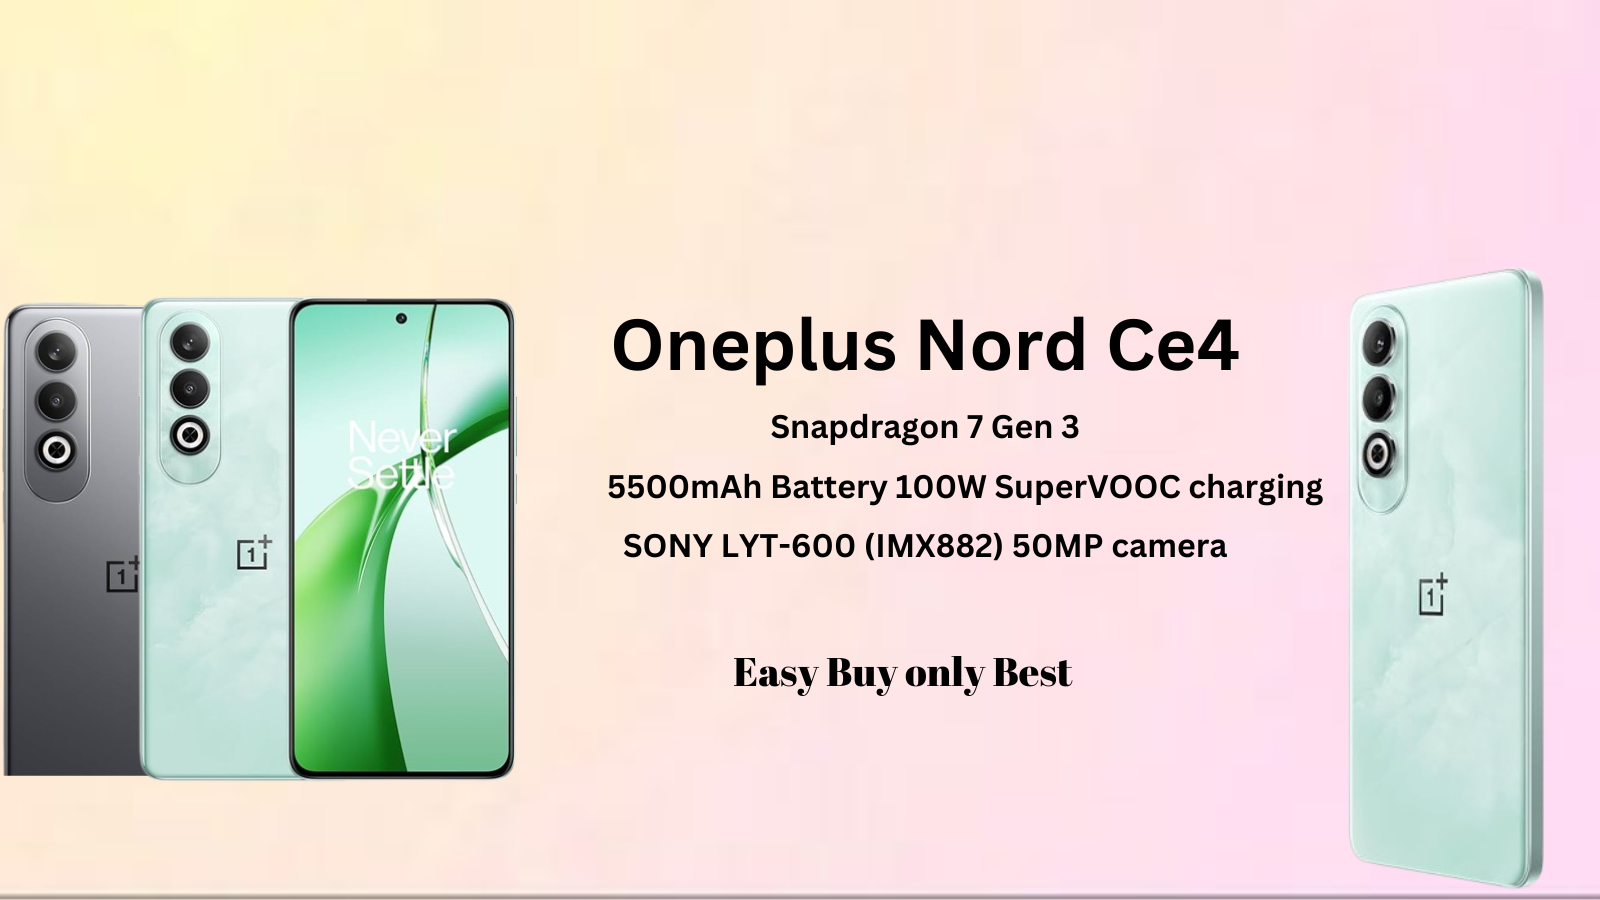 Oneplus Nord Ce4
Snapdragon 7 Gen 3
5500mAh Battery 100W SuperVOOC charging
SONY LYT-600 (IMX882) 50MP camera
Easy Buy only Best
Never
Settle